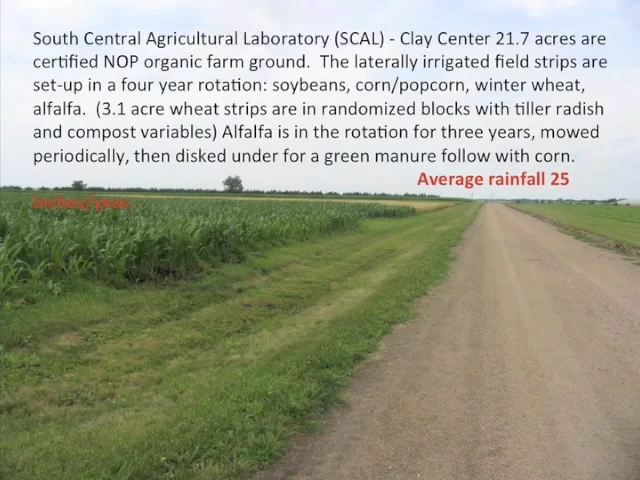 South Central Agricultural Laboratory (SCAL) - Clay Center 21.7 acres are
certified NOP organic farm ground.  The laterally irrigated field strips are
set-up in a four year rotation: soybeans, corn/popcorn, winter wheat,
alfalfa.  (3.1 acre wheat strips are in randomized blocks with tiller radish
and compost variables) Alfalfa is in the rotation for three years, mowed
periodically, then disked under for a green manure follow with corn.
Average rainfall 25
inches/year.